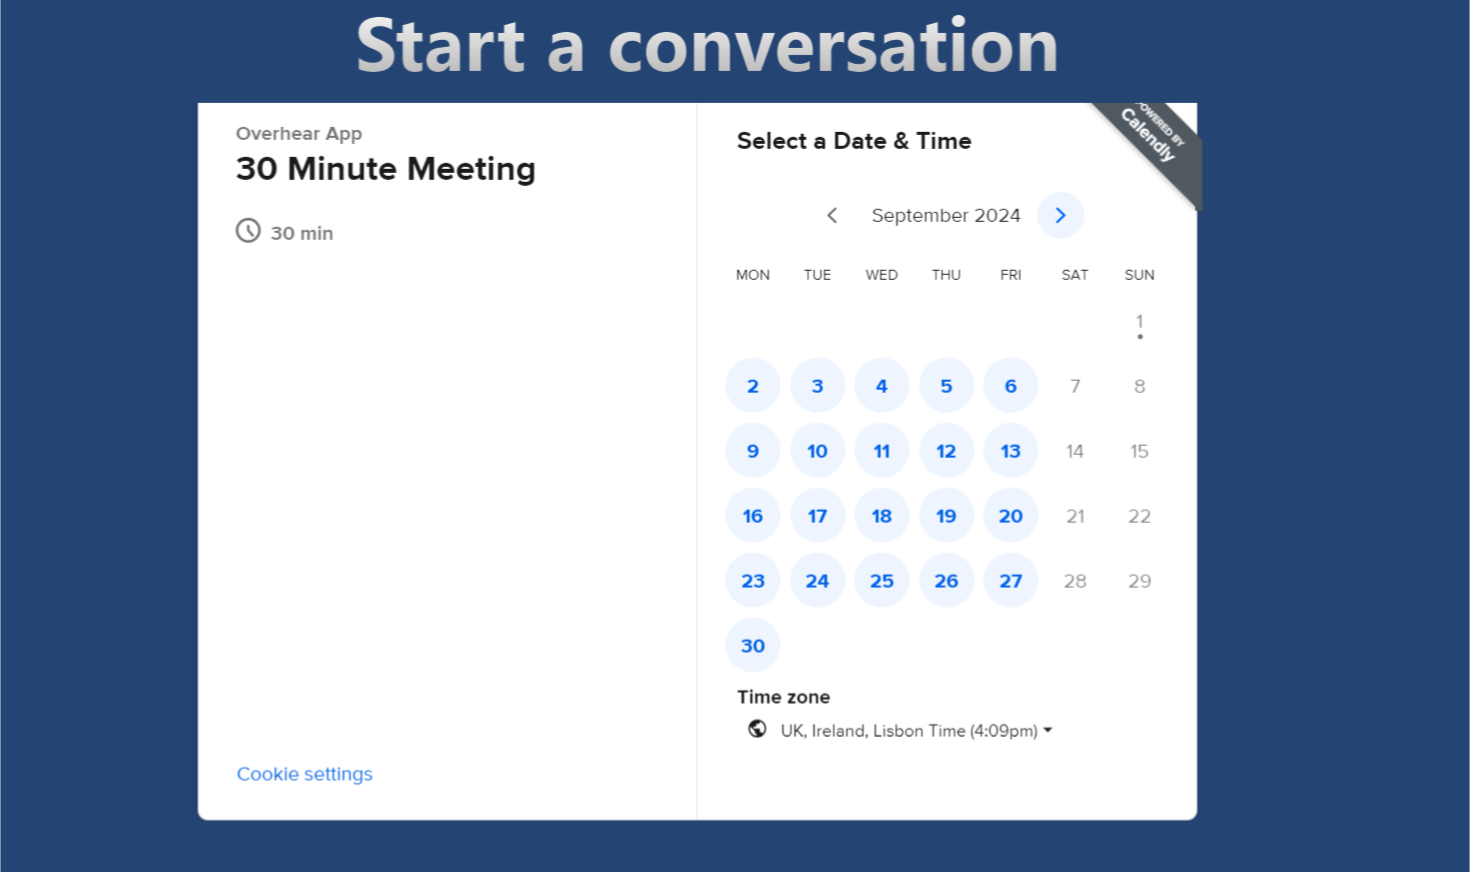 Start a conversation
Overhear App
30 Minute Meeting
30 min
Cookie settings
Select a Date & Time
POWERED BY
Calendly
September 2024
MON TUE WED THU FRI SAT SUN
1
2 3 4 5 6 7 8
9 10 11 12 13 14 15
16 17 18 19 20 21 22
23 24 25 26 27 28 29
30
Time zone
UK, Ireland, Lisbon Time (4:09pm)